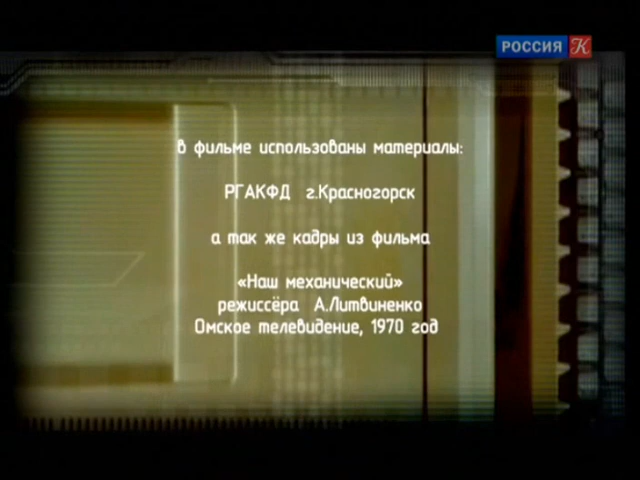 РОССИЯ К
в фильме использованы материалы:
РГАКФД г.Красногорск
а так же кадры из фильма
«Наш механический»
режиссёра А.Литвиненко
Омское телевидение, 1970 год